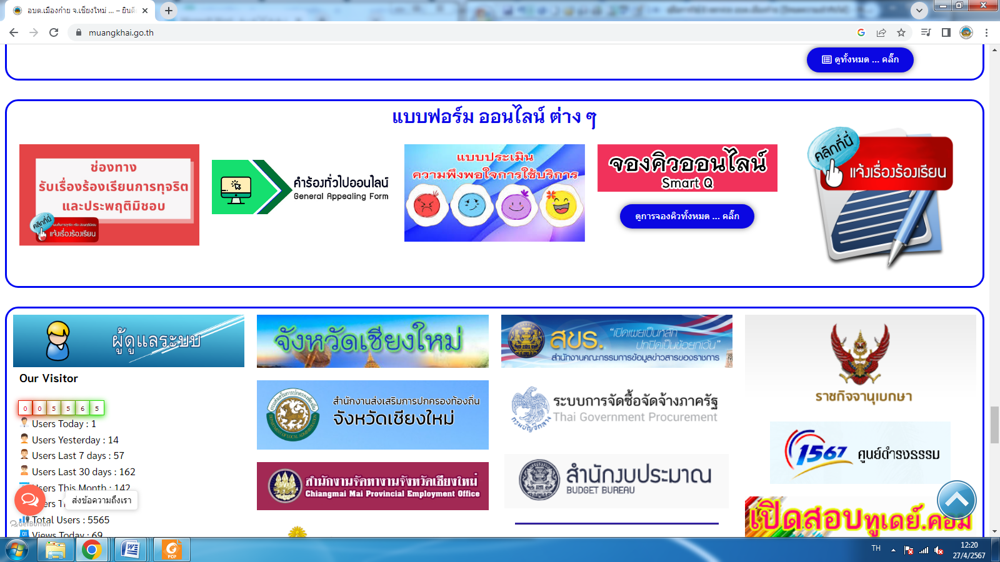 อบต.เมืองก๋าย จ.เชียงใหม่ ... – ยินดี
muangkhai.go.th
ดูทั้งหมด ... คลิ๊ก
แบบฟอร์ม ออนไลน์ ต่าง ๆ
ช่องทาง
รับเรื่องร้องเรียนการทุจริต
และประพฤติมิชอบ
คลิกที่นี่
แจ้งเรื่องร้องเรียน
คำร้องทั่วไปออนไลน์
General Appealing Form
แบบประเมิน
ความพึงพอใจการใช้บริการ
จองคิวออนไลน์
Smart Q
ดูการจองคิวทั้งหมด ... คลิ๊ก
คลิกที่นี่
แจ้งเรื่องร้องเรียน
ผู้ดูแลระบบ
Our Visitor
0 0 5 5 6 5
Users Today : 1
Users Yesterday : 14
Users Last 7 days : 57
Users Last 30 days : 162
Users This Month : 142
ส่งข้อความถึงเรา
Total Users : 5565
GetButton
Views Today : 69
จังหวัดเชียงใหม่
สำนักงานส่งเสริมการปกครองท้องถิ่น
จังหวัดเชียงใหม่
สำนักงานจัดหางานจังหวัดเชียงใหม่
Chiangmai Mai Provincial Employment Office
สขร.
“เปิดเผยเป็นหลัก
ปกปิดเป็นข้อยกเว้น”
สำนักงานคณะกรรมการข้อมูลข่าวสารของราชการ
กรมบัญชีกลาง
ระบบการจัดซื้อจัดจ้างภาครัฐ
Thai Government Procurement
สำนักงบประมาณ
BUDGET BUREAU
ราชกิจจานุเบกษา
1567 ศูนย์ดำรงธรรม
เปิดสอบทูเดย์.คอม
PDF
TH
12:20
27/4/2567